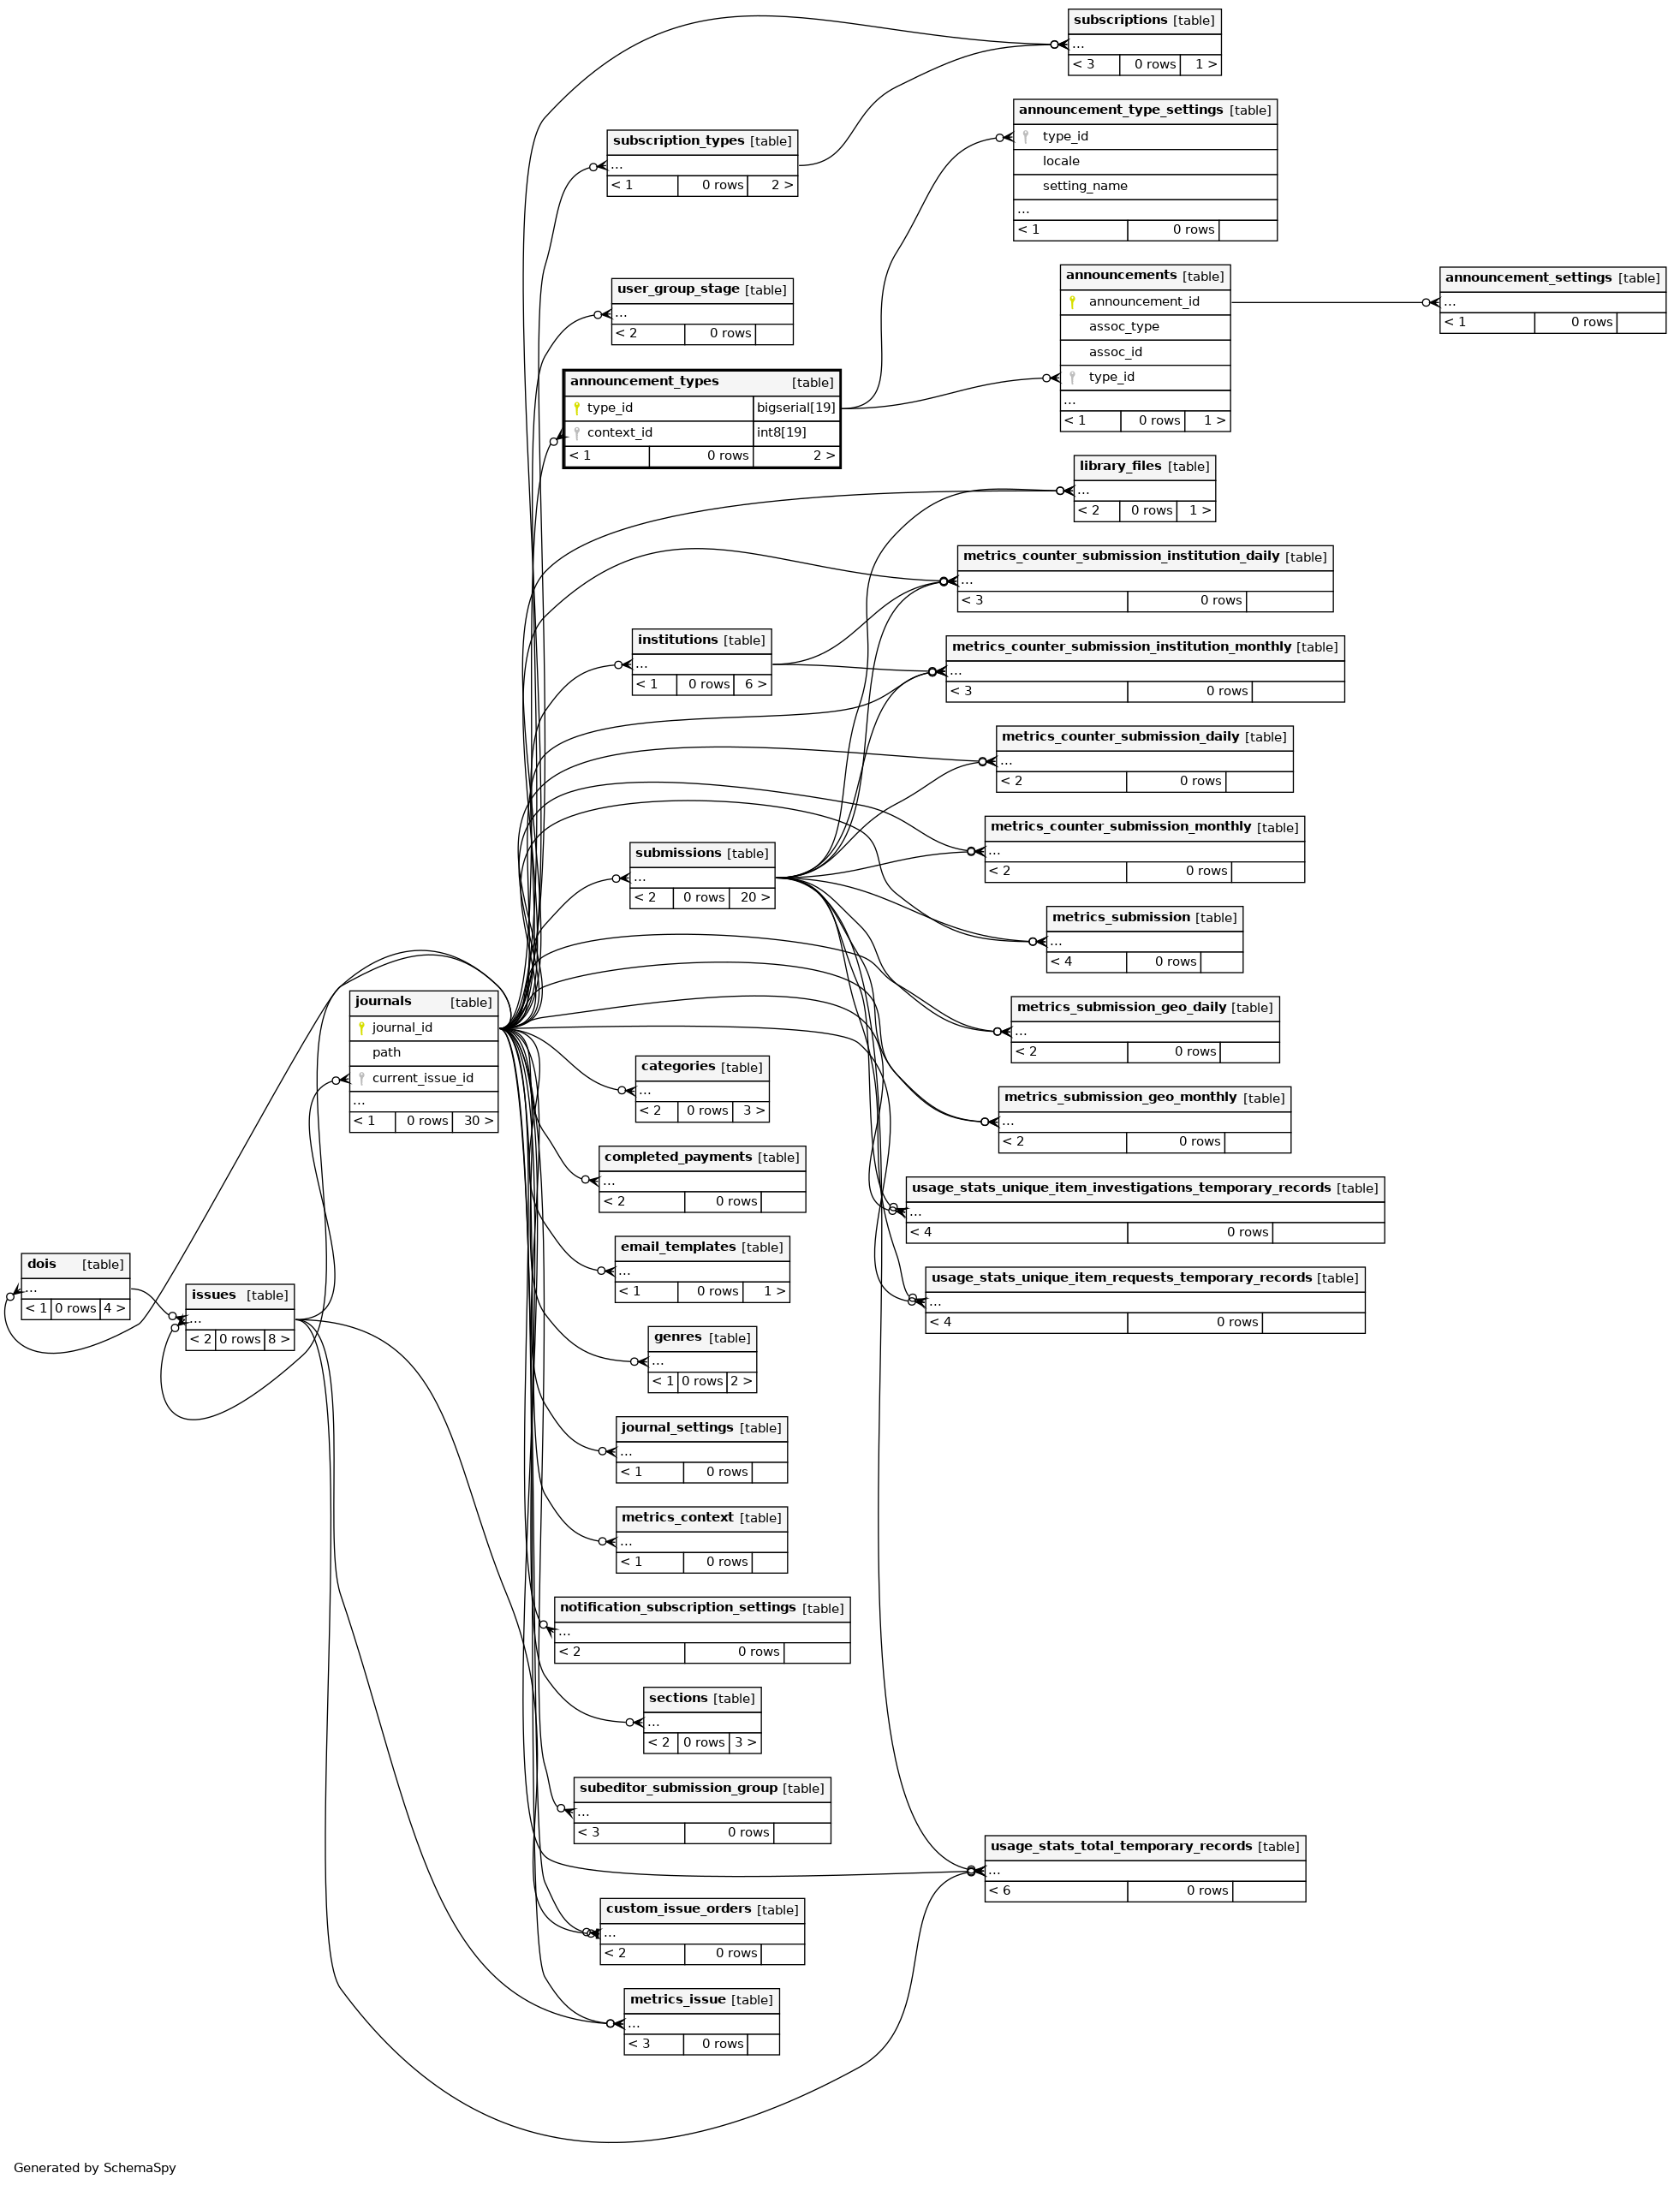 subscriptions [table]
...
< 3 0 rows 1 >
announcement_type_settings [table]
type_id
locale
setting_name
...
< 1 0 rows
subscription_types [table]
...
< 1 0 rows 2 >
announcements [table]
announcement_id
assoc_type
assoc_id
type_id
...
< 1 0 rows 1 >
announcement_settings [table]
...
< 1 0 rows
user_group_stage [table]
...
< 2 0 rows
announcement_types [table]
type_id bigserial[19]
context_id int8[19]
< 1 0 rows 2 >
library_files [table]
...
< 2 0 rows 1 >
metrics_counter_submission_institution_daily [table]
...
< 3 0 rows
institutions [table]
...
< 1 0 rows 6 >
metrics_counter_submission_institution_monthly [table]
...
< 3 0 rows
metrics_counter_submission_daily [table]
...
< 2 0 rows
metrics_counter_submission_monthly [table]
...
< 2 0 rows
submissions [table]
...
< 2 0 rows 20 >
metrics_submission [table]
...
< 4 0 rows
journals [table]
journal_id
path
current_issue_id
...
< 1 0 rows 30 >
metrics_submission_geo_daily [table]
...
< 2 0 rows
categories [table]
...
< 2 0 rows 3 >
metrics_submission_geo_monthly [table]
...
< 2 0 rows
completed_payments [table]
...
< 2 0 rows
usage_stats_unique_item_investigations_temporary_records [table]
...
< 4 0 rows
email_templates [table]
...
< 1 0 rows 1 >
dois [table]
...
< 1 0 rows 4 >
issues [table]
...
< 2 0 rows 8 >
usage_stats_unique_item_requests_temporary_records [table]
...
< 4 0 rows
genres [table]
...
< 1 0 rows 2 >
journal_settings [table]
...
< 1 0 rows
metrics_context [table]
...
< 1 0 rows
notification_subscription_settings [table]
...
< 2 0 rows
sections [table]
...
< 2 0 rows 3 >
subeditor_submission_group [table]
...
< 3 0 rows
usage_stats_total_temporary_records [table]
...
< 6 0 rows
custom_issue_orders [table]
...
< 2 0 rows
metrics_issue [table]
...
< 3 0 rows
Generated by SchemaSpy